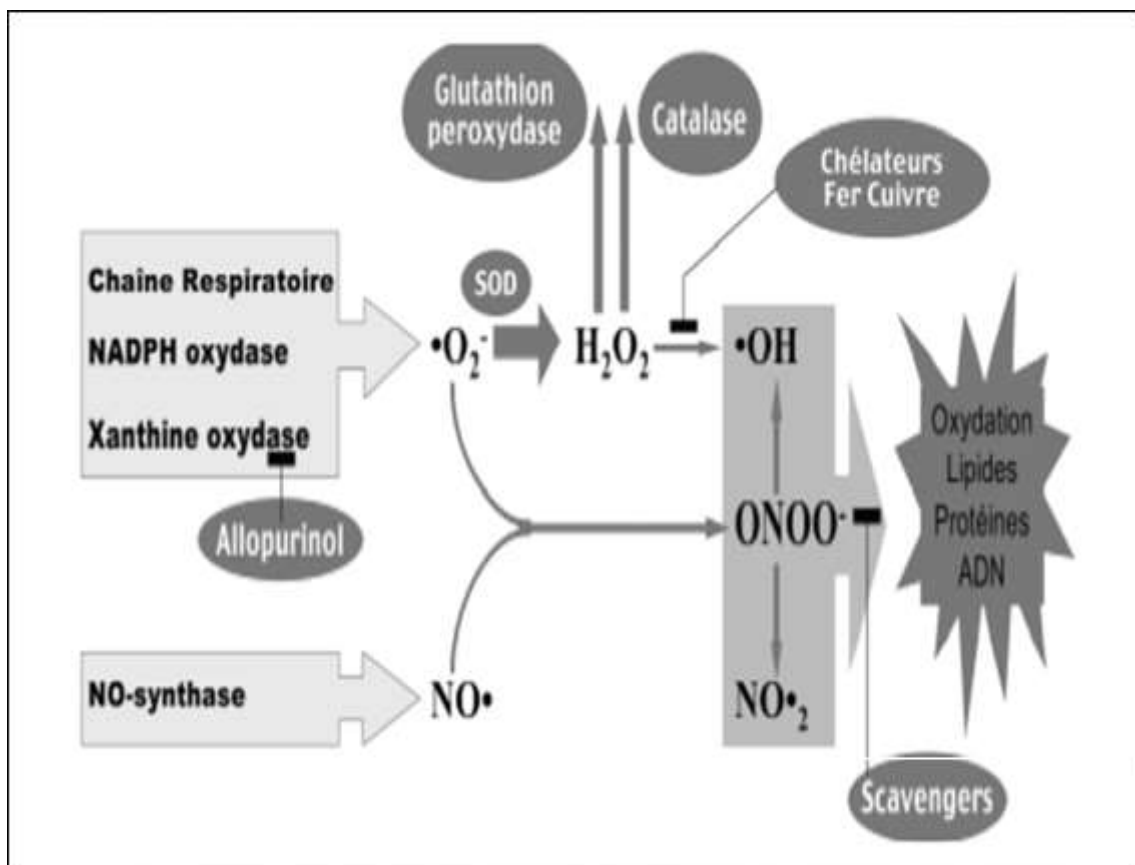 Glutathion
peroxydase
Catalase
Chélateurs
Fer Cuivre
Chaîne Respiratoire
NADPH oxydase
Xanthine oxydase
Allopurinol
SOD
•O₂⁻
H₂O₂
•OH
ONOO⁻
NO•₂
NO-synthase
NO•
Oxydation
Lipides
Protéines
ADN
Scavengers